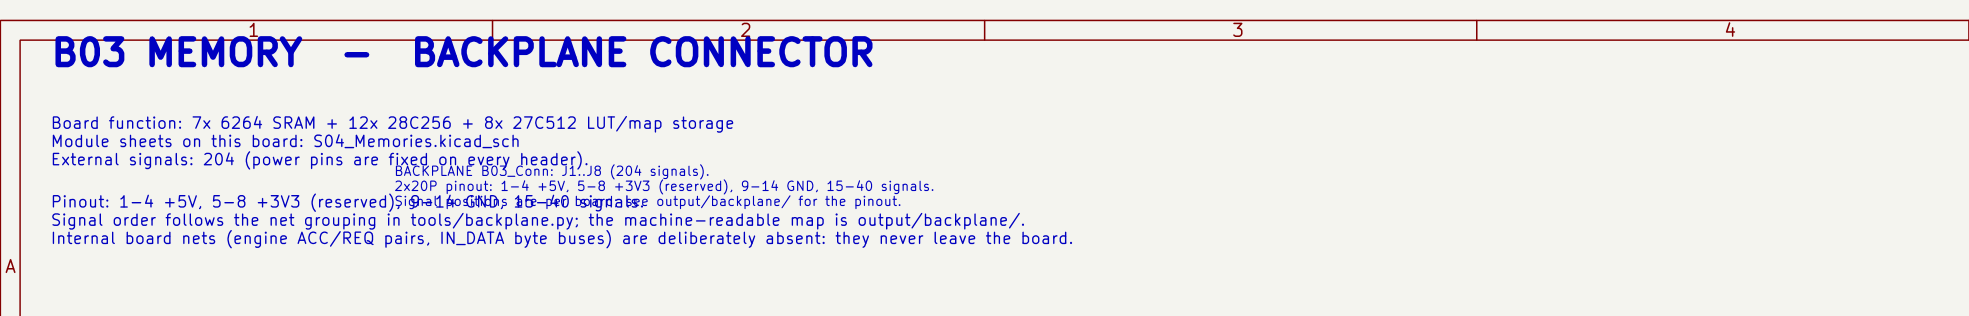 1 2 3 4
B03 MEMORY – BACKPLANE CONNECTOR
Board function: 7x 6264 SRAM + 12x 28C256 + 8x 27C512 LUT/map storage
Module sheets on this board: S04_Memories.kicad_sch
External signals: 204 (power pins are fixed on every header).
BACKPLANE B03_Conn: J1..J8 (204 signals).
2x20P pinout: 1-4 +5V, 5-8 +3V3 (reserved), 9-14 GND, 15-40 signals.
Pinout: 1-4 +5V, 5-8 +3V3 (reserved), 9-14 GND, 15-40 signals.
Signal positions are per board: see output/backplane/ for the pinout.
Signal order follows the net grouping in tools/backplane.py; the machine-readable map is output/backplane/.
Internal board nets (engine ACC/REQ pairs, IN_DATA byte buses) are deliberately absent: they never leave the board.
A